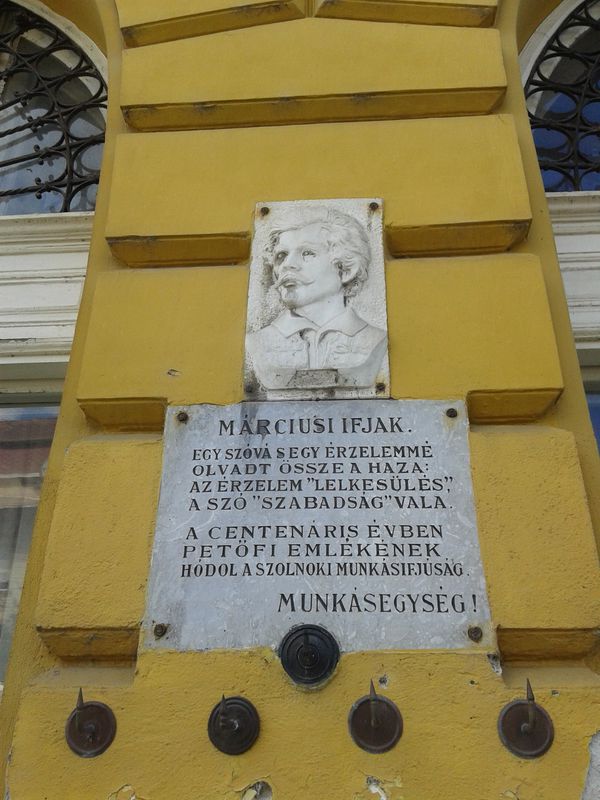 MÁRCIUSI IFJAK.
EGY SZÓVÁ S EGY ÉRZELEMMÉ
OLVADT ÖSSZE A HAZA:
AZ ÉRZELEM "LELKESÜLÉS",
A SZÓ "SZABADSÁG" VALA.
A CENTENÁRIS ÉVBEN
PETŐFI EMLÉKÉNEK
HÓDOL A SZOLNOKI MUNKÁSIFJÚSÁG.
MUNKÁSEGYSÉG!